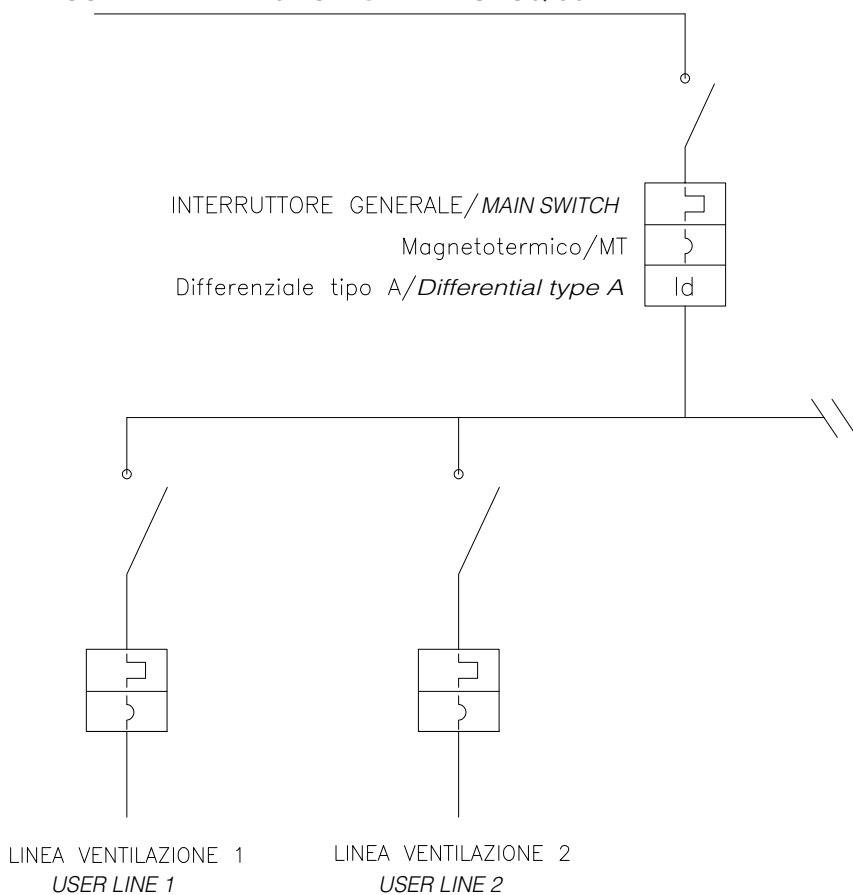 INTERRUTTORE GENERALE/MAIN SWITCH
Magnetotermico/MT
Differenziale tipo A/Differential type A
Id
LINEA VENTILAZIONE 1
USER LINE 1
LINEA VENTILAZIONE 2
USER LINE 2